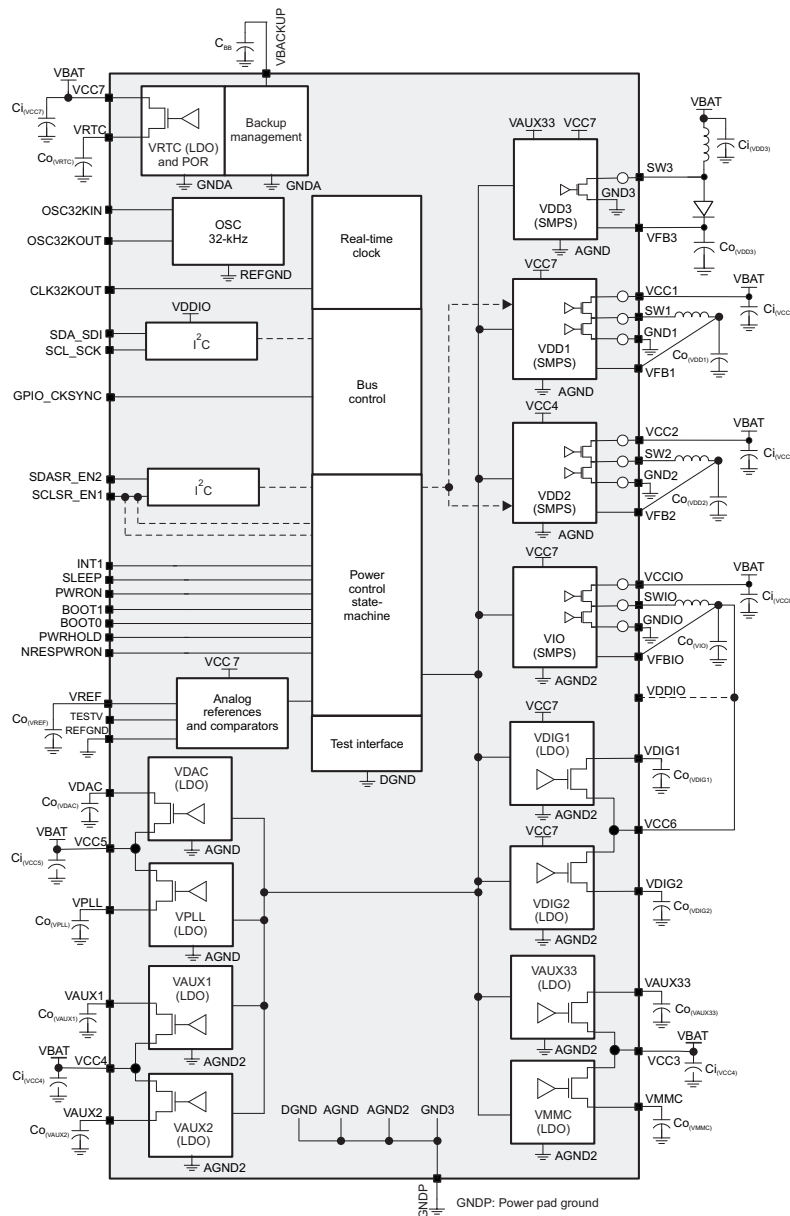 C BB
VBACKUP
VBAT
VCC7
Ci(VCC7)
VRTC
Co(VRTC)
VRTC (LDO)
and POR
Backup
management
GNDA
GNDA
OSC32KIN
OSC32KOUT
OSC
32-kHz
REFGND
CLK32KOUT
Real-time
clock
VDDIO
SDA_SDI
SCL_SCK
I2C
GPIO_CKSYNC
Bus
control
SDASR_EN2
SCLSR_EN1
I2C
INT1
SLEEP
PWRON
BOOT1
BOOT0
PWRHOLD
NRESPWRON
Power
control
state-
machine
VCC7
VREF
Co(VREF)
TESTV
REFGND
Analog
references
and comparators
Test interface
DGND
VDAC
Co(VDAC)
VDAC
(LDO)
AGND
VBAT
VCC5
Ci(VCC5)
VPLL
Co(VPLL)
VPLL
(LDO)
AGND
VAUX1
Co(VAUX1)
VAUX1
(LDO)
AGND2
VBAT
VCC4
Ci(VCC4)
VAUX2
Co(VAUX2)
VAUX2
(LDO)
AGND2
DGND AGND AGND2 GND3
GNDP
GNDP: Power pad ground
VAUX33 VCC7
VDD3
(SMPS)
AGND
GND3
SW3
VFB3
VBAT
Ci(VDD3)
Co(VDD3)
VCC7
VDD1
(SMPS)
AGND
VCC1
SW1
GND1
VFB1
VBAT
Ci(VCC
Co(VDD1)
VCC4
VDD2
(SMPS)
AGND
VCC2
SW2
GND2
VFB2
VBAT
Ci(VCC
Co(VDD2)
VCC7
VIO
(SMPS)
AGND2
VCCIO
SWIO
GNDIO
VFBIO
VBAT
Ci(VCCI
Co(VIO)
VDDIO
VCC7
VDIG1
(LDO)
AGND2
VDIG1
Co(VDIG1)
VCC6
VCC7
VDIG2
(LDO)
AGND2
VDIG2
Co(VDIG2)
VAUX33
(LDO)
AGND2
VAUX33
Co(VAUX33)
VBAT
VCC3
Ci(VCC4)
VMMC
(LDO)
AGND2
VMMC
Co(VMMC)